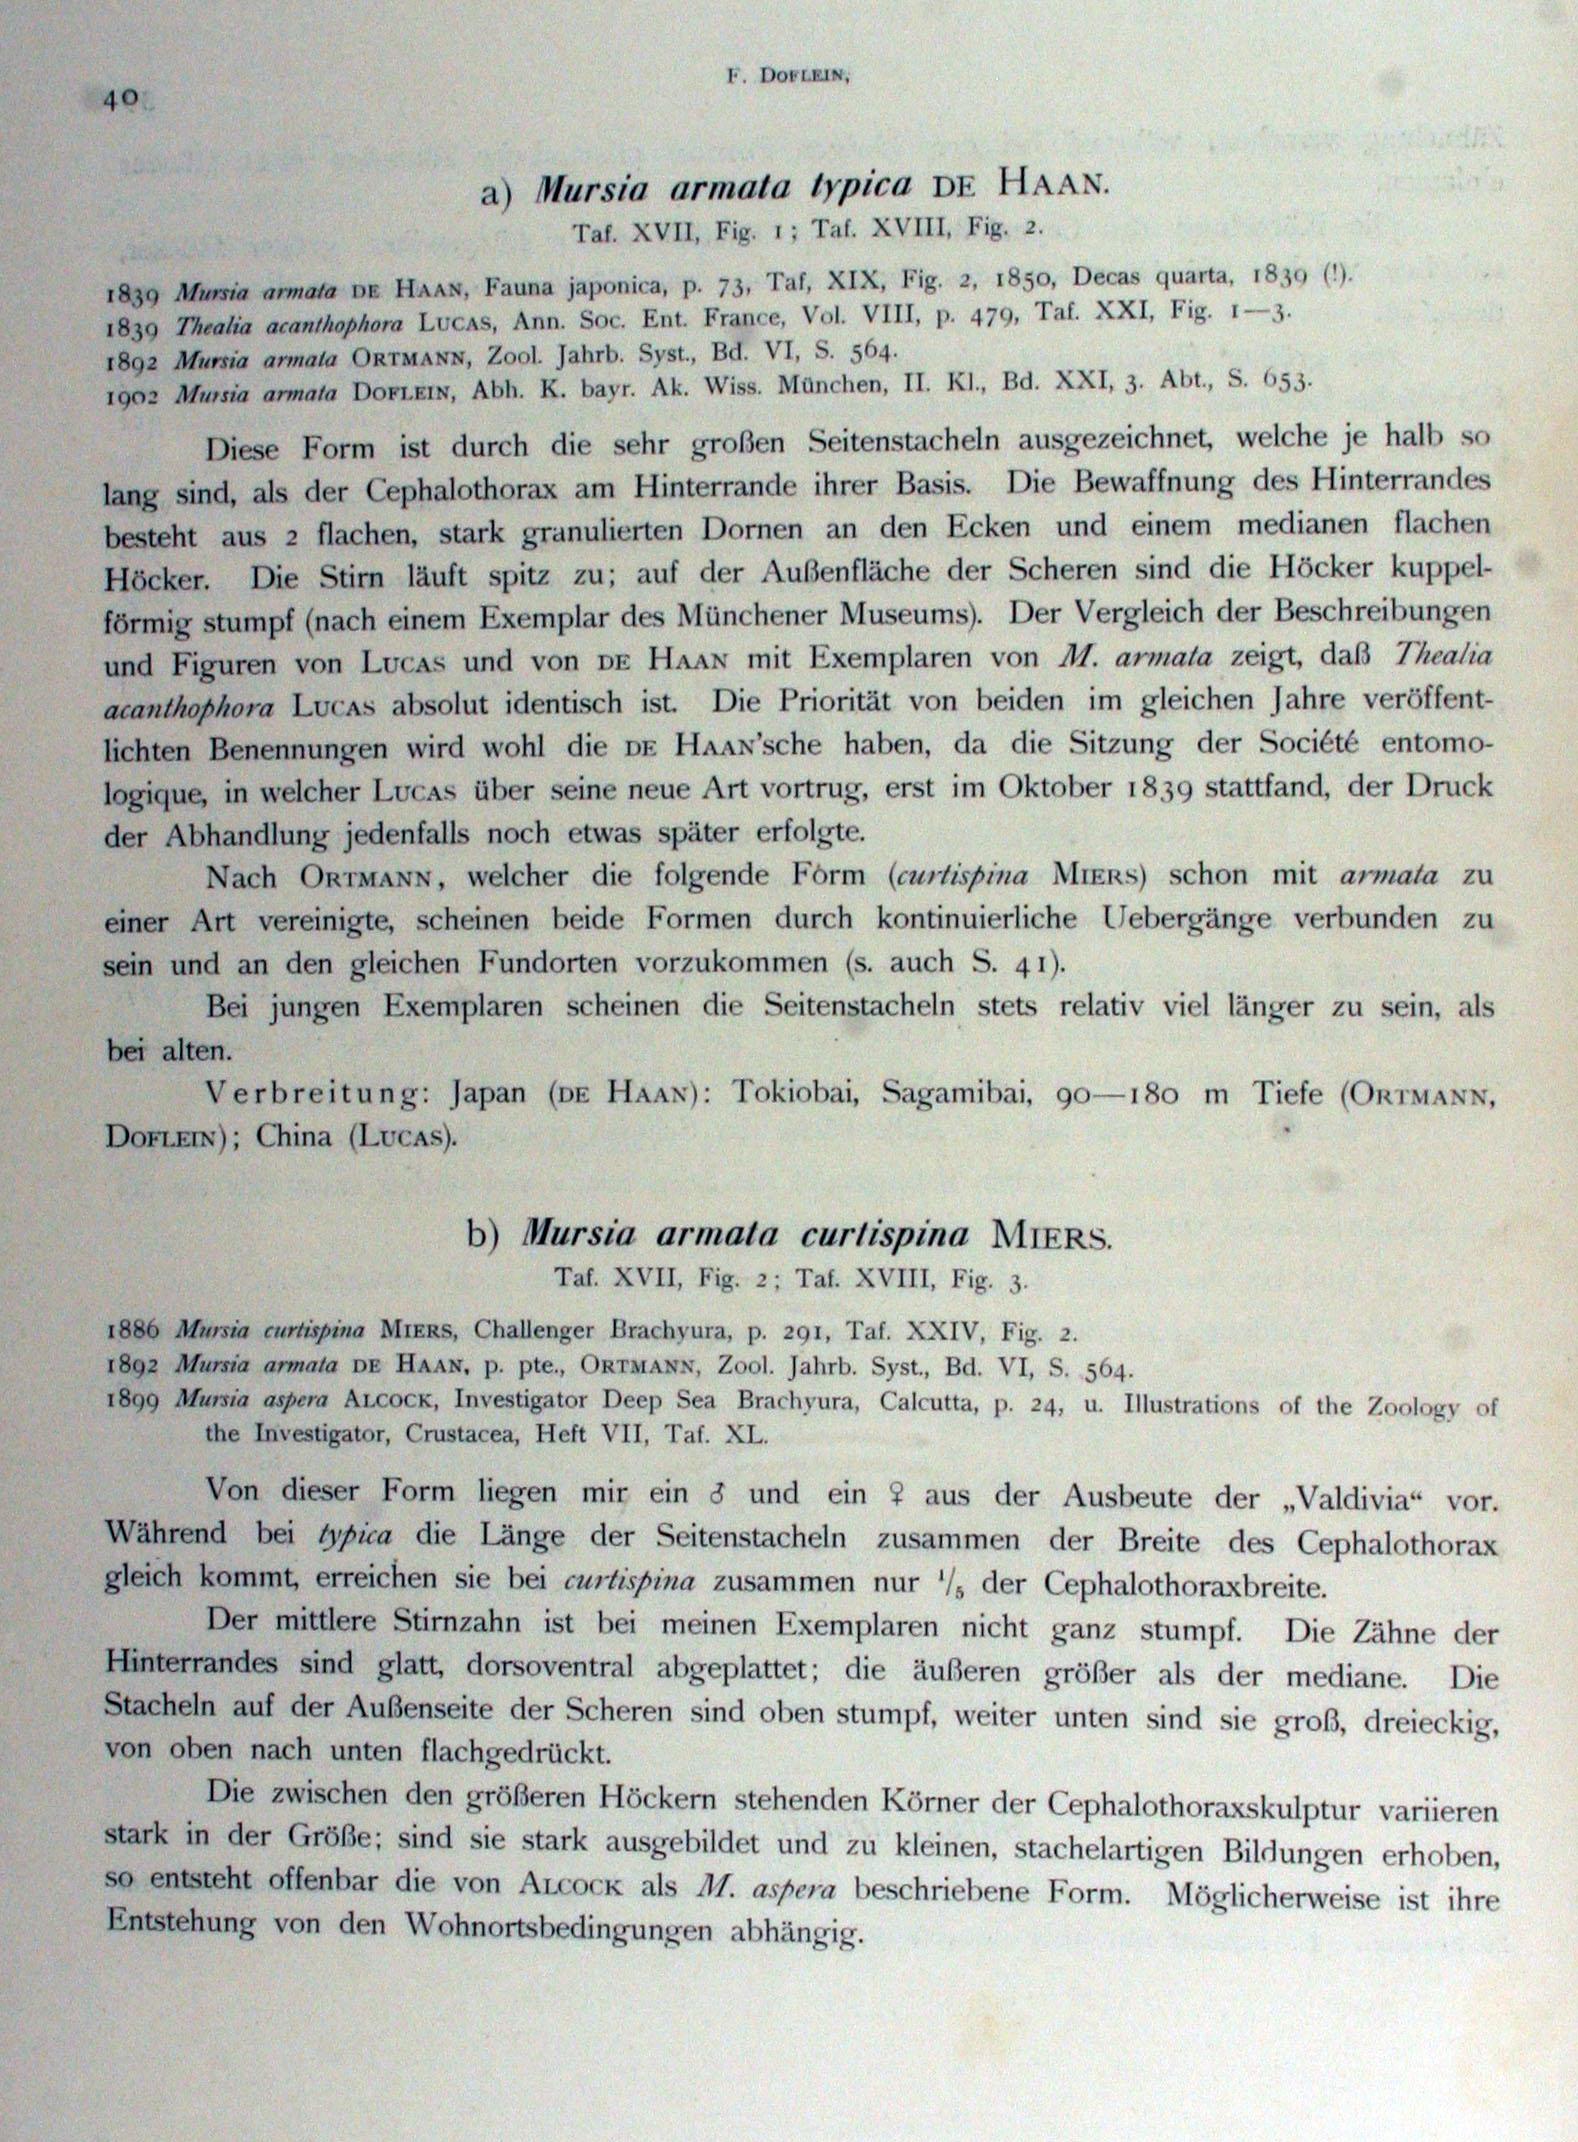 F. DOFLEIN,
40
a) Mursia armata typica DE HAAN.
Taf. XVII, Fig. 1; Taf. XVIII, Fig. 2.
1839 Mursia armata DE HAAN, Fauna japonica, p. 73, Taf, XIX, Fig. 2, 1850, Decas quarta, 1839 (!).
1839 Thealia acanthophora LUCAS, Ann. Soc. Ent. France, Vol. VIII, p. 479, Taf. XXI, Fig. 1—3.
1892 Mursia armata ORTMANN, Zool. Jahrb. Syst., Bd. VI, S. 564.
1902 Mursia armata DOFLEIN, Abh. K. bayr. Ak. Wiss. München, II. Kl., Bd. XXI, 3. Abt., S. 653.
Diese Form ist durch die sehr großen Seitenstacheln ausgezeichnet, welche je halb so
lang sind, als der Cephalothorax am Hinterrande ihrer Basis. Die Bewaffnung des Hinterrandes
besteht aus 2 flachen, stark granulierten Dornen an den Ecken und einem medianen flachen
Höcker. Die Stirn läuft spitz zu; auf der Außenfläche der Scheren sind die Höcker kuppel-
förmig stumpf (nach einem Exemplar des Münchener Museums). Der Vergleich der Beschreibungen
und Figuren von LUCAS und von DE HAAN mit Exemplaren von M. armata zeigt, daß Thealia
acanthophora LUCAS absolut identisch ist. Die Priorität von beiden im gleichen Jahre veröffent-
lichten Benennungen wird wohl die DE HAAN'sche haben, da die Sitzung der Société entomo-
logique, in welcher LUCAS über seine neue Art vortrug, erst im Oktober 1839 stattfand, der Druck
der Abhandlung jedenfalls noch etwas später erfolgte.
Nach ORTMANN, welcher die folgende Form (curtispina MIERS) schon mit armata zu
einer Art vereinigte, scheinen beide Formen durch kontinuierliche Uebergänge verbunden zu
sein und an den gleichen Fundorten vorzukommen (s. auch S. 41).
Bei jungen Exemplaren scheinen die Seitenstacheln stets relativ viel länger zu sein, als
bei alten.
Verbreitung: Japan (DE HAAN): Tokiobai, Sagamibai, 90—180 m Tiefe (ORTMANN,
DOFLEIN); China (LUCAS).
b) Mursia armata curtispina MIERS.
Taf. XVII, Fig. 2; Taf. XVIII, Fig. 3.
1886 Mursia curtispina MIERS, Challenger Brachyura, p. 291, Taf. XXIV, Fig. 2.
1892 Mursia armata DE HAAN, p. pte., ORTMANN, Zool. Jahrb. Syst., Bd. VI, S. 564.
1899 Mursia aspera ALCOCK, Investigator Deep Sea Brachyura, Calcutta, p. 24, u. Illustrations of the Zoology of
the Investigator, Crustacea, Heft VII, Taf. XL.
Von dieser Form liegen mir ein ♂ und ein ♀ aus der Ausbeute der „Valdivia“ vor.
Während bei typica die Länge der Seitenstacheln zusammen der Breite des Cephalothorax
gleich kommt, erreichen sie bei curtispina zusammen nur 1/5 der Cephalothoraxbreite.
Der mittlere Stirnzahn ist bei meinen Exemplaren nicht ganz stumpf. Die Zähne der
Hinterrandes sind glatt, dorsoventral abgeplattet; die äußeren größer als der mediane. Die
Stacheln auf der Außenseite der Scheren sind oben stumpf, weiter unten sind sie groß, dreieckig,
von oben nach unten flachgedrückt.
Die zwischen den größeren Höckern stehenden Körner der Cephalothoraxskulptur variieren
stark in der Größe; sind sie stark ausgebildet und zu kleinen, stachelartigen Bildungen erhoben,
so entsteht offenbar die von ALCOCK als M. aspera beschriebene Form. Möglicherweise ist ihre
Entstehung von den Wohnortsbedingungen abhängig.